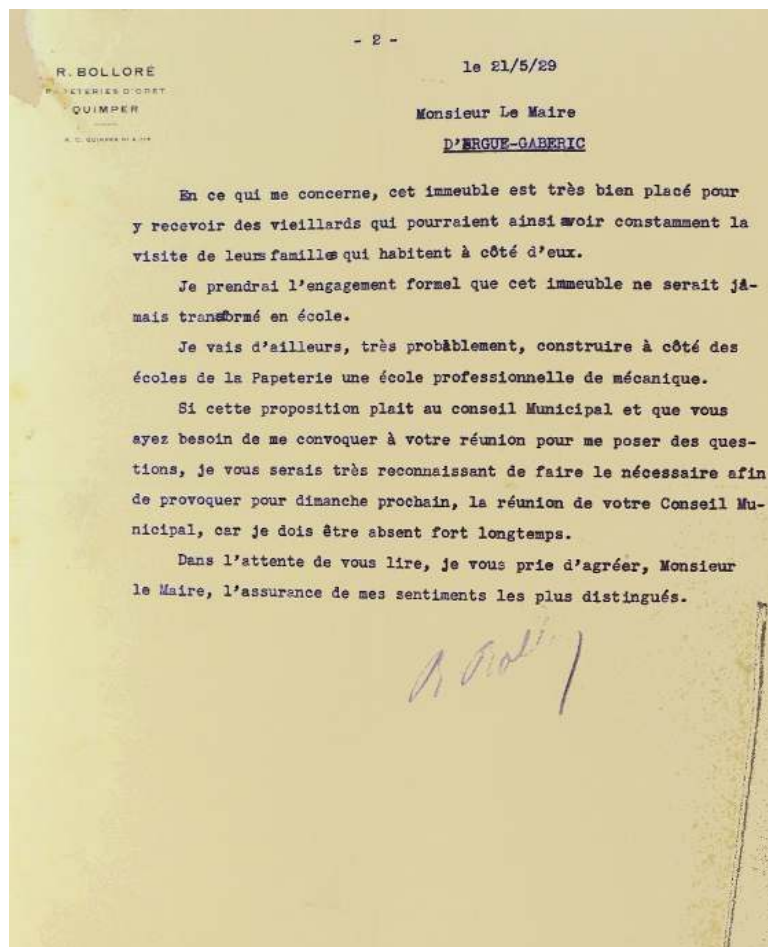 - 2 -
R. BOLLORÉ
PAPETERIES D'ODET
QUIMPER
le 21/5/29
Monsieur Le Maire
D'ERGUE-GABERIC
En ce qui me concerne, cet immeuble est très bien placé pour
y recevoir des vieillards qui pourraient ainsi avoir constamment la
visite de leurs familles qui habitent à côté d'eux.
Je prendrai l'engagement formel que cet immeuble ne serait ja-
mais transformé en école.
Je vais d'ailleurs, très probablement, construire à côté des
écoles de la Papeterie une école professionnelle de mécanique.
Si cette proposition plait au conseil Municipal et que vous
ayez besoin de me convoquer à votre réunion pour me poser des ques-
tions, je vous serais très reconnaissant de faire le nécessaire afin
de provoquer pour dimanche prochain, la réunion de votre Conseil Mu-
nicipal, car je dois être absent fort longtemps.
Dans l'attente de vous lire, je vous prie d'agréer, Monsieur
le Maire, l'assurance de mes sentiments les plus distingués.